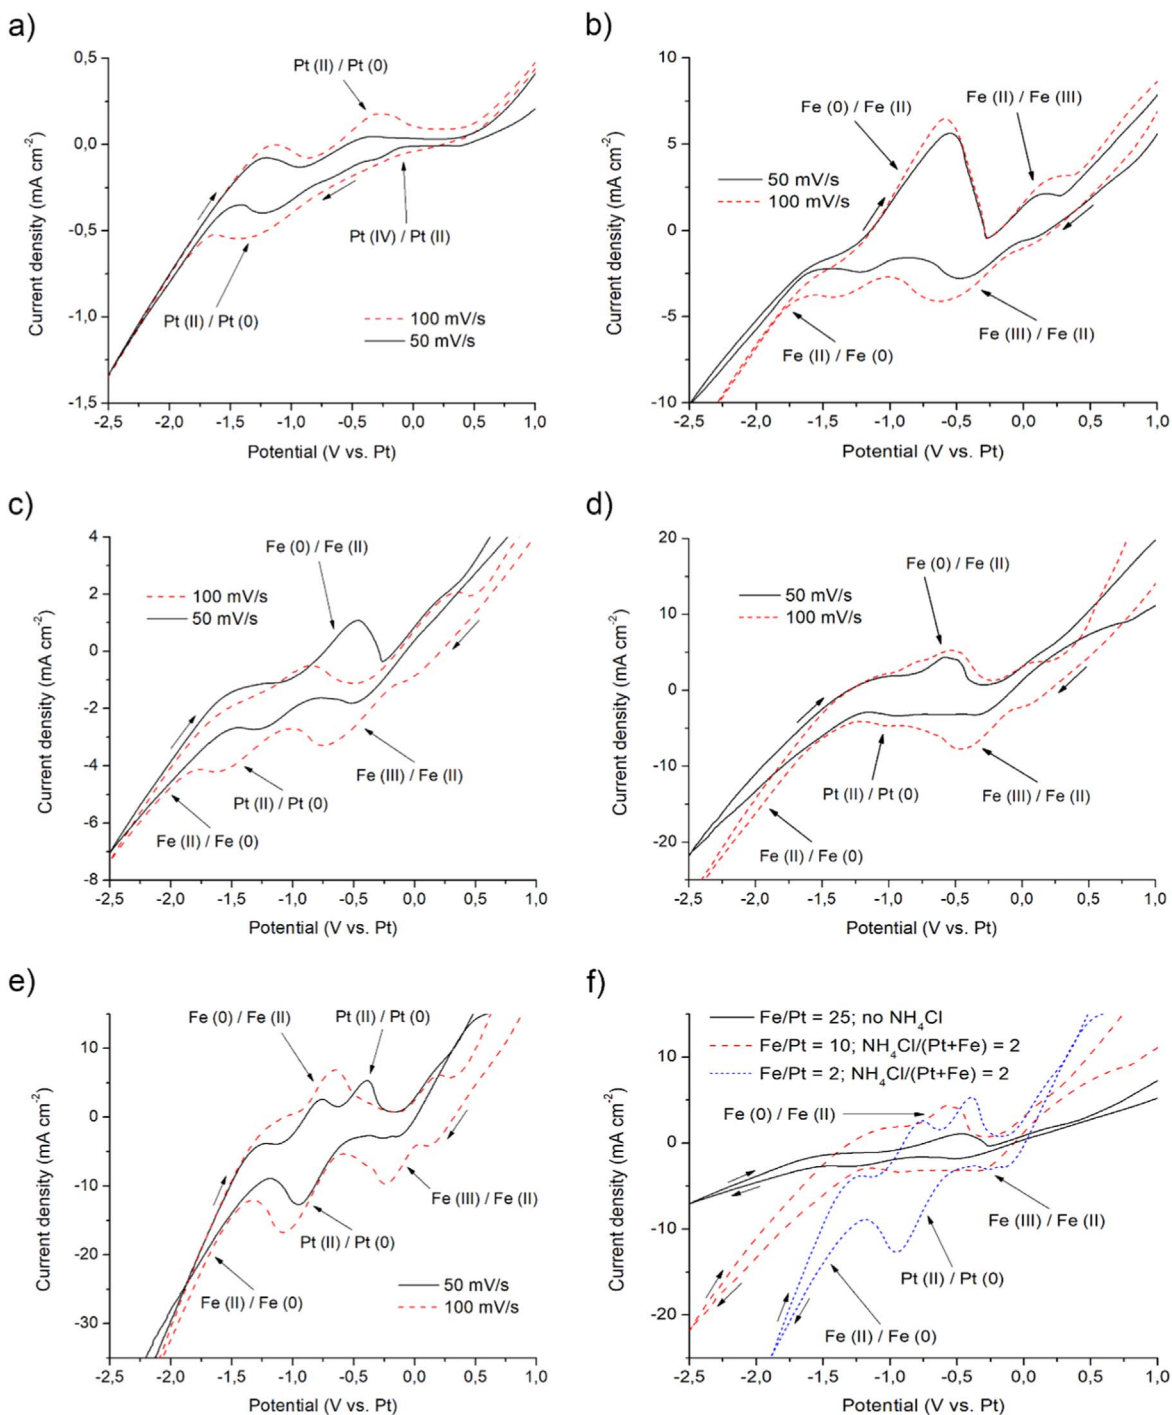 a)
0,5
0,0
-0,5
-1,0
-1,5
Current density (mA cm⁻²)
Pt (II) / Pt (0)
Pt (IV) / Pt (II)
Pt (II) / Pt (0)
100 mV/s
50 mV/s
-2,5 -2,0 -1,5 -1,0 -0,5 0,0 0,5 1,0
Potential (V vs. Pt)
b)
10
5
0
-5
-10
Current density (mA cm⁻²)
Fe (0) / Fe (II)
Fe (II) / Fe (III)
50 mV/s
100 mV/s
Fe (III) / Fe (II)
Fe (II) / Fe (0)
-2,5 -2,0 -1,5 -1,0 -0,5 0,0 0,5 1,0
Potential (V vs. Pt)
c)
4
2
0
-2
-4
-6
-8
Current density (mA cm⁻²)
Fe (0) / Fe (II)
100 mV/s
50 mV/s
Fe (III) / Fe (II)
Pt (II) / Pt (0)
Fe (II) / Fe (0)
-2,5 -2,0 -1,5 -1,0 -0,5 0,0 0,5 1,0
Potential (V vs. Pt)
d)
20
10
0
-10
-20
Current density (mA cm⁻²)
Fe (0) / Fe (II)
50 mV/s
100 mV/s
Pt (II) / Pt (0)
Fe (III) / Fe (II)
Fe (II) / Fe (0)
-2,5 -2,0 -1,5 -1,0 -0,5 0,0 0,5 1,0
Potential (V vs. Pt)
e)
10
0
-10
-20
-30
Current density (mA cm⁻²)
Fe (0) / Fe (II)
Pt (II) / Pt (0)
Fe (III) / Fe (II)
Pt (II) / Pt (0)
Fe (II) / Fe (0)
50 mV/s
100 mV/s
-2,5 -2,0 -1,5 -1,0 -0,5 0,0 0,5 1,0
Potential (V vs. Pt)
f)
10
0
-10
-20
Current density (mA cm⁻²)
Fe/Pt = 25; no NH₄Cl
Fe/Pt = 10; NH₄Cl/(Pt+Fe) = 2
Fe/Pt = 2; NH₄Cl/(Pt+Fe) = 2
Fe (0) / Fe (II)
Fe (III) / Fe (II)
Pt (II) / Pt (0)
Fe (II) / Fe (0)
-2,5 -2,0 -1,5 -1,0 -0,5 0,0 0,5 1,0
Potential (V vs. Pt)